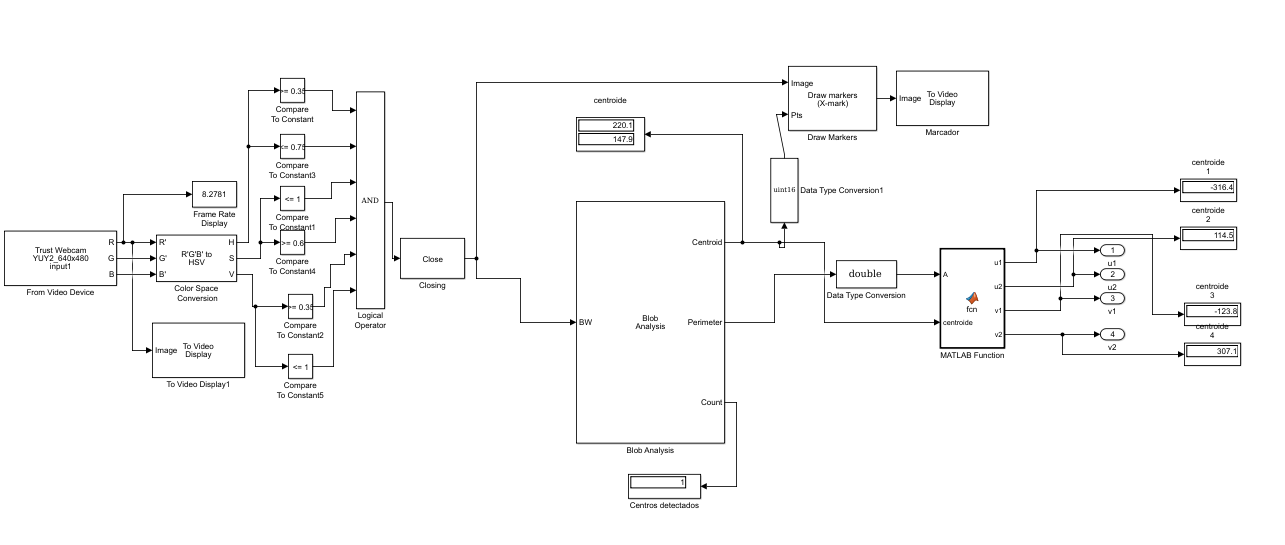 Trust Webcam
YUY2_640x480
input1
R
G
B
From Video Device
8.2781
Frame Rate
Display
R'
G'
B'
R'G'B' to
HSV
H
S
V
Color Space
Conversion
Image
To Video
Display
To Video Display1
Compare
To Constant
Compare
To Constant3
<= 1
Compare
To Constant1
>= 0.6
Compare
To Constant4
Compare
To Constant2
<= 1
Compare
To Constant5
AND
Logical
Operator
Close
Closing
centroide
220.1
147.9
BW
Blob
Analysis
Centroid
Perimeter
Count
Blob Analysis
1
Centros detectados
Image
Pts
Draw markers
(X-mark)
Draw Markers
Image
To Video
Display
Marcador
uint16
Data Type Conversion1
double
Data Type Conversion
A
centroide
fcn
u1
u2
v1
v2
MATLAB Function
1
u1
2
u2
3
v1
4
v2
centroide
1
-316.4
centroide
2
114.5
centroide
3
-123.8
centroide
4
307.1